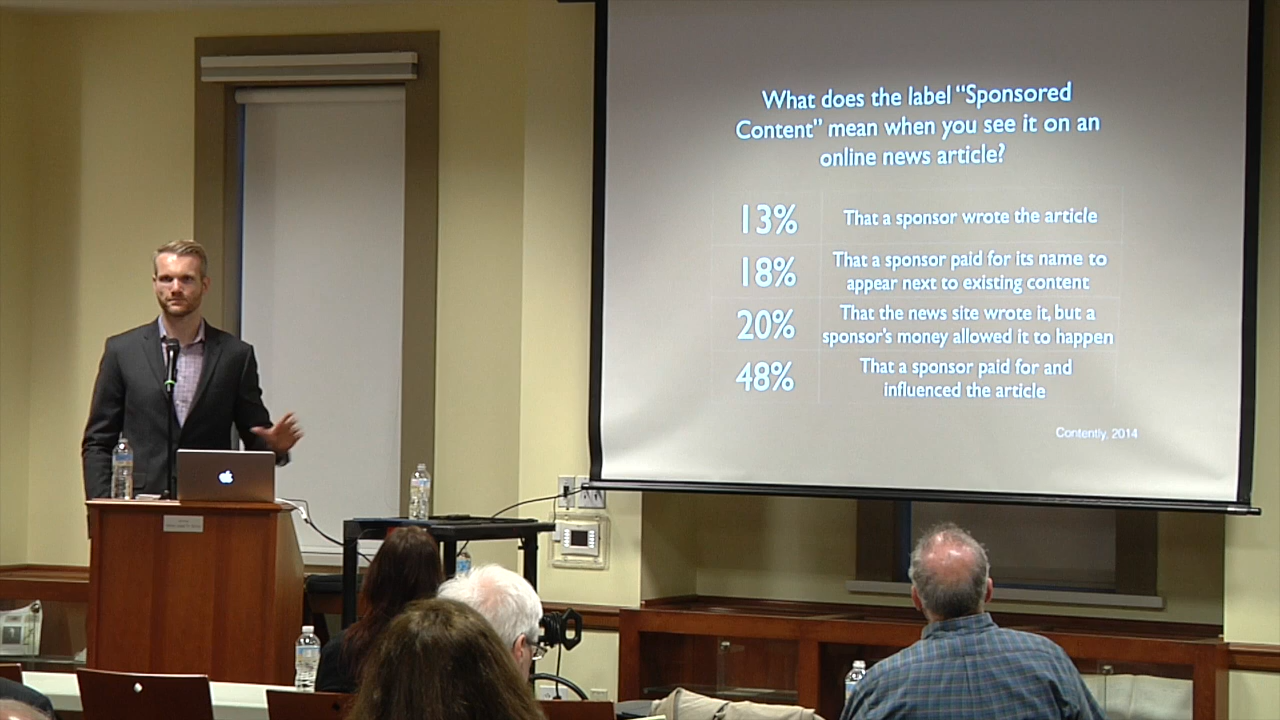 What does the label “Sponsored
Content” mean when you see it on an
online news article?
13%
That a sponsor wrote the article
18%
That a sponsor paid for its name to
appear next to existing content
20%
That the news site wrote it, but a
sponsor's money allowed it to happen
48%
That a sponsor paid for and
influenced the article
Contently, 2014